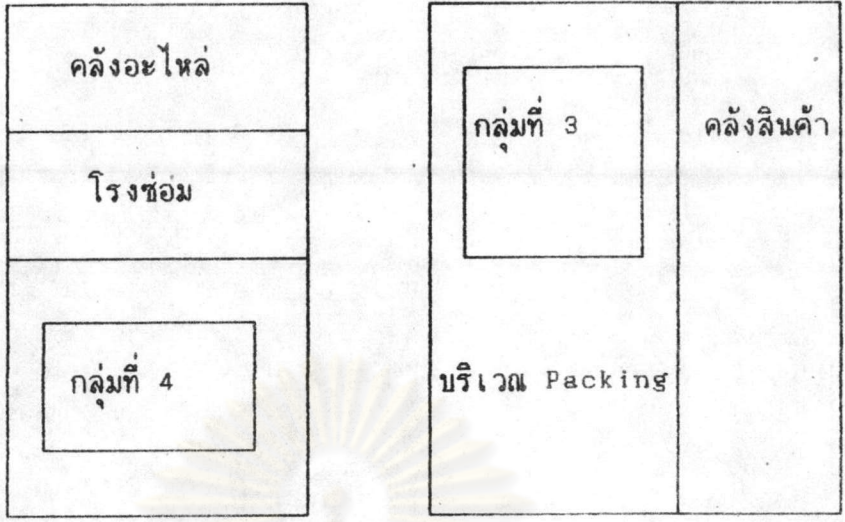 คลังอะไหล่
โรงซ่อม
กลุ่มที่ 4
กลุ่มที่ 3
บริเวณ Packing
คลังสินค้า